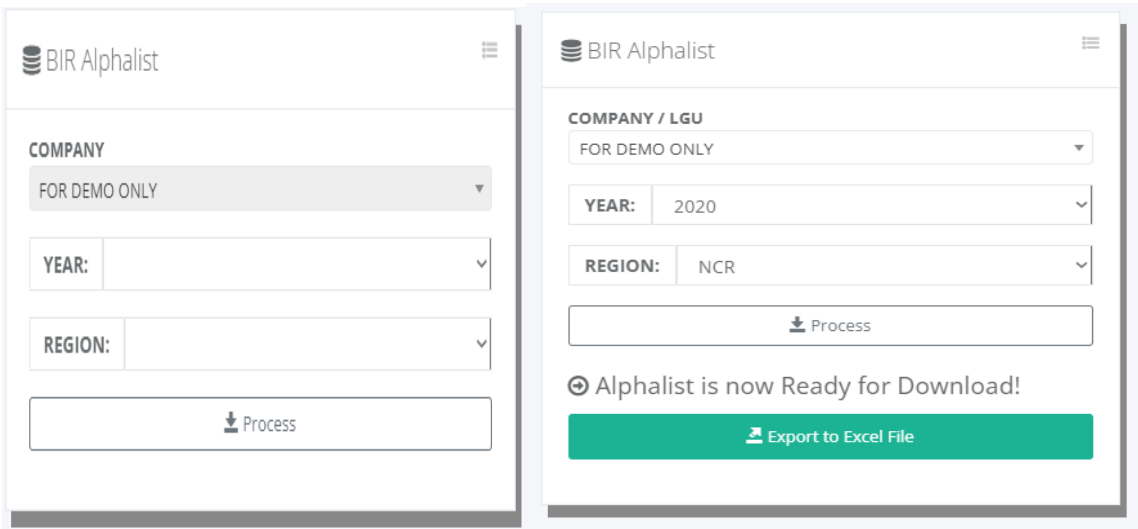 BIR Alphalist
COMPANY
FOR DEMO ONLY
YEAR:
REGION:
Process
BIR Alphalist
COMPANY / LGU
FOR DEMO ONLY
YEAR: 2020
REGION: NCR
Process
Alphalist is now Ready for Download!
Export to Excel File